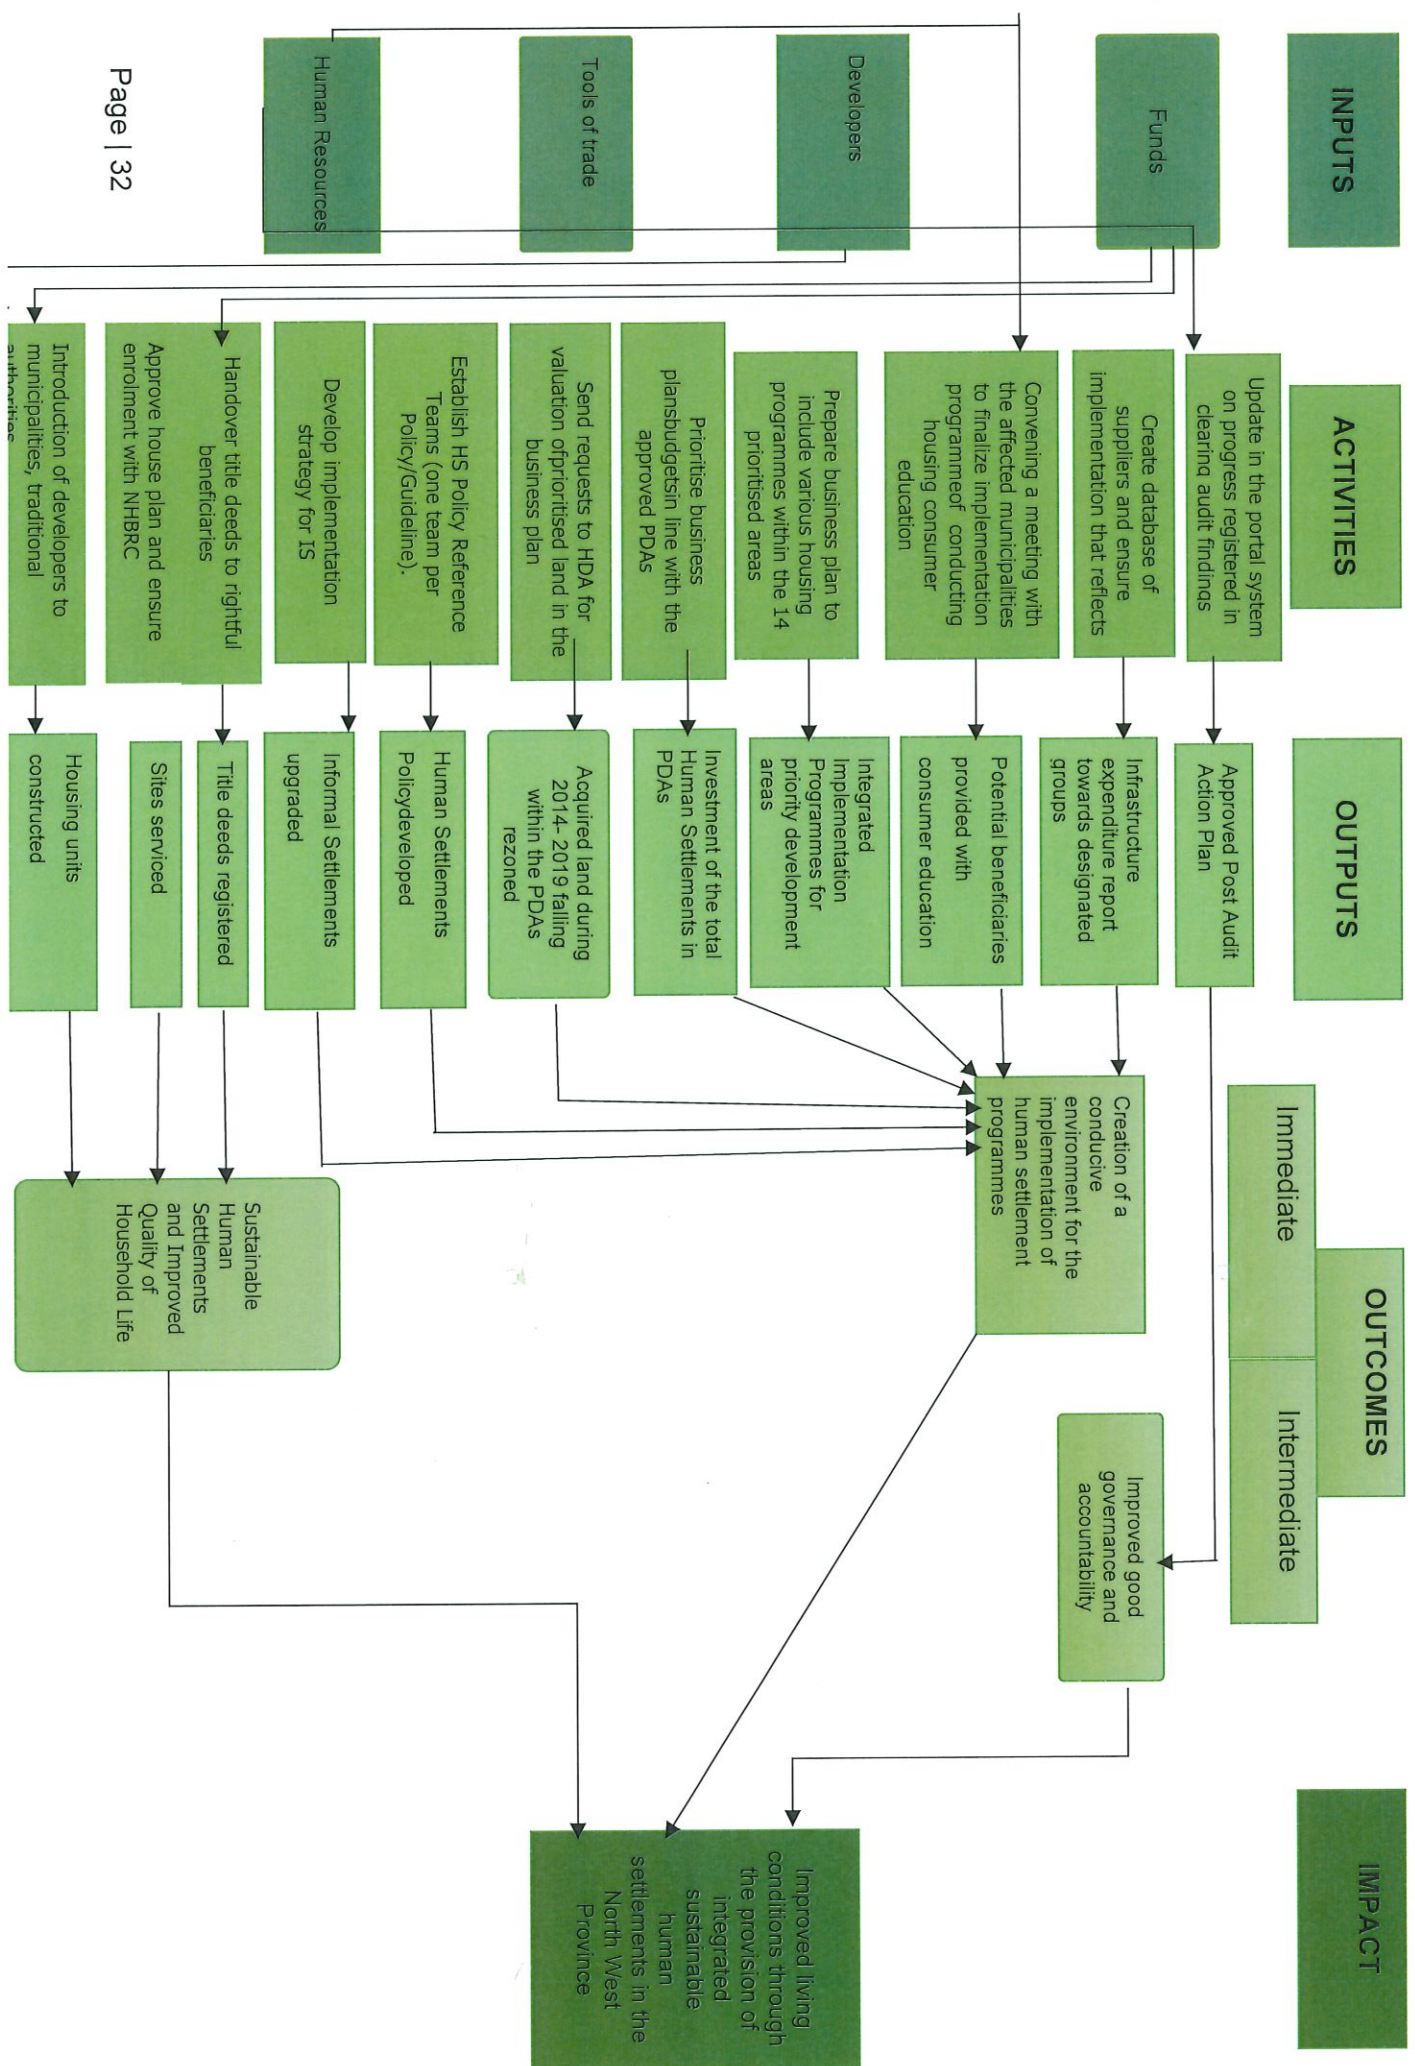 INPUTS
ACTIVITIES
OUTPUTS
OUTCOMES
Immediate
Intermediate
IMPACT
Funds
Developers
Tools of trade
Human Resources
Update in the portal system
on progress registered in
clearing audit findings
Create database of
suppliers and ensure
implementation that reflects
Convening a meeting with
the affected municipalities
to finalize implementation
programmeof conducting
housing consumer
education
Prepare business plan to
include various housing
programmes within the 14
prioritised areas
Prioritise business
plansbudgetsin line with the
approved PDAs
Send requests to HDA for
valuation ofprioritised land in the
business plan
Establish HS Policy Reference
Teams (one team per
Policy/Guideline).
Develop implementation
strategy for IS
Handover title deeds to rightful
beneficiaries
Approve house plan and ensure
enrolment with NHBRC
Introduction of developers to
municipalities, traditional
authorities
Approved Post Audit
Action Plan
Infrastructure
expenditure report
towards designated
groups
Potential beneficiaries
provided with
consumer education
Integrated
Implementation
Programmes for
priority development
areas
Investment of the total
Human Settlements in
PDAs
Acquired land during
2014- 2019 falling
within the PDAs
rezoned
Human Settlements
Policydeveloped
Informal Settlements
upgraded
Title deeds registered
Sites serviced
Housing units
constructed
Creation of a
conducive
environment for the
implementation of
human settlement
programmes
Sustainable
Human
Settlements
and Improved
Quality of
Household Life
Improved good
governance and
accountability
Improved living
conditions through
the provision of
integrated
sustainable
human
settlements in the
North West
Province
Page | 32